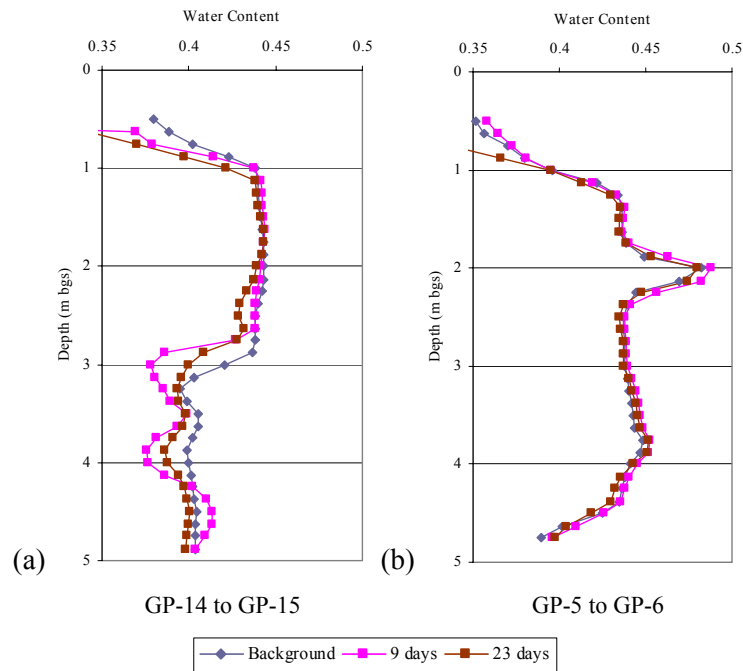 Water Content
0.35 0.4 0.45 0.5
0
1
2
3
4
5
Depth (m bgs)
(a)
GP-14 to GP-15
Water Content
0.35 0.4 0.45 0.5
0
1
2
3
4
5
Depth (m bgs)
(b)
GP-5 to GP-6
Background 9 days 23 days